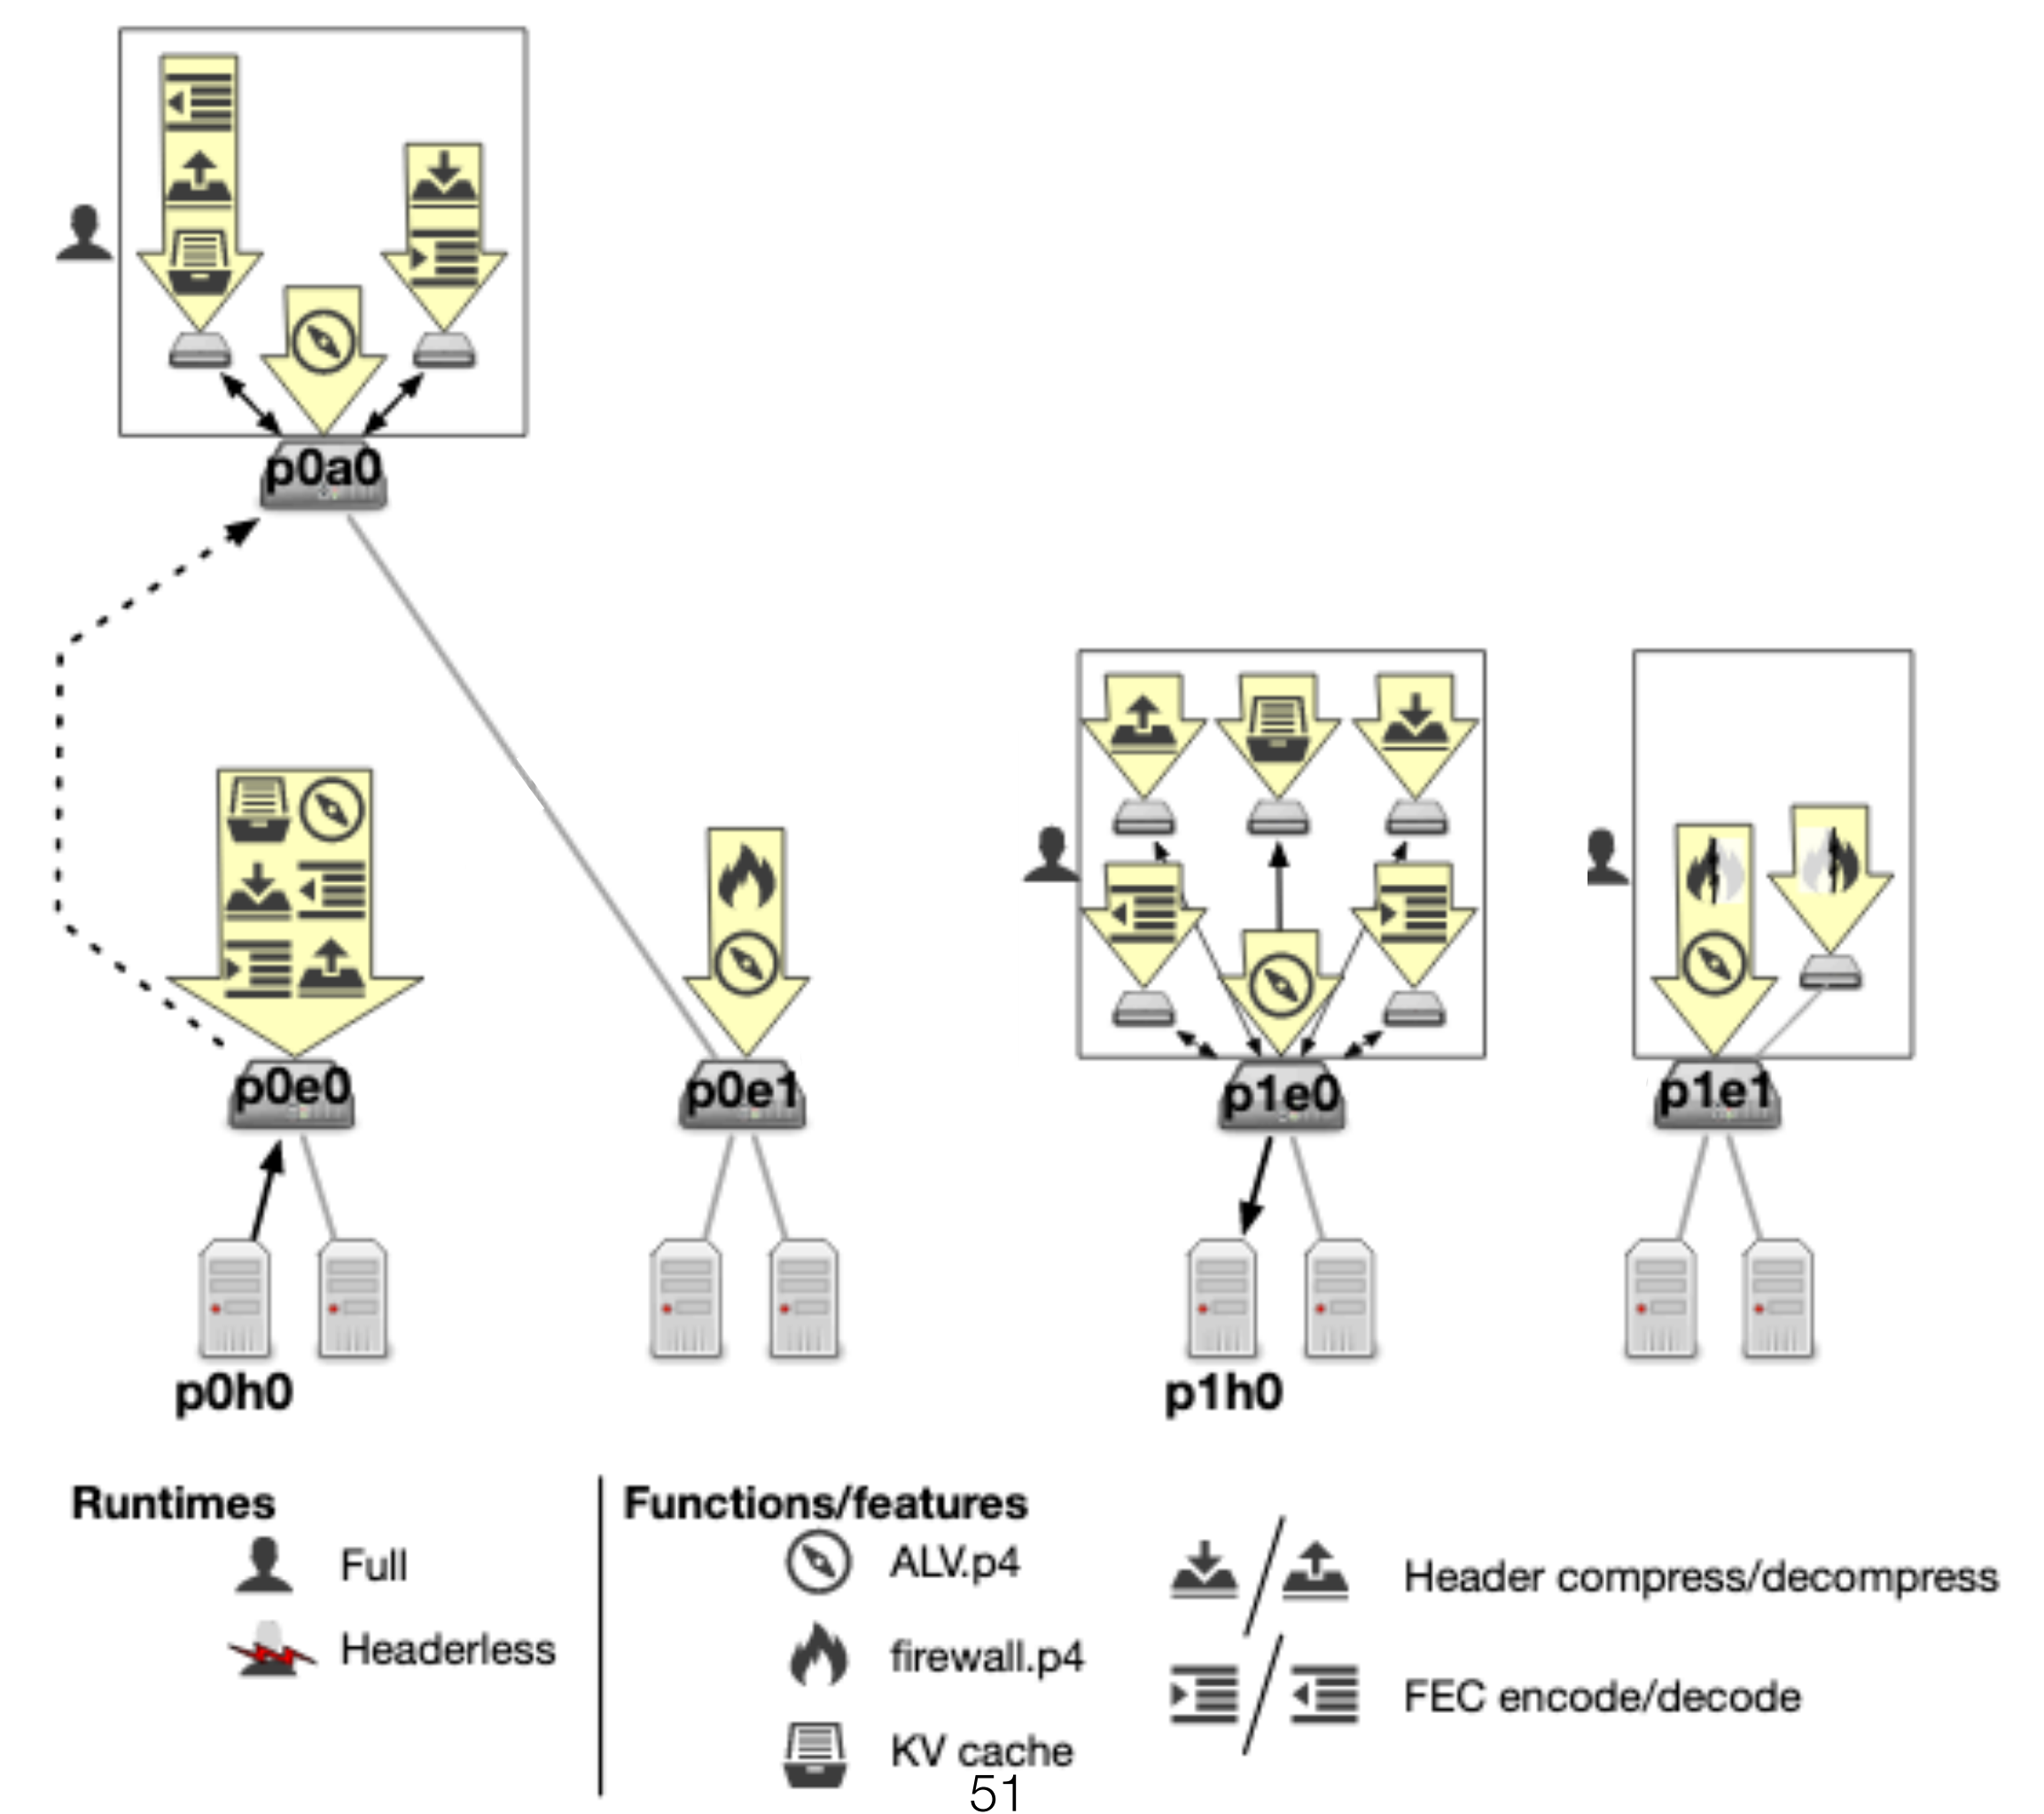 p0a0
p0e0
p0e1
p1e0
p1e1
p0h0
p1h0
Runtimes
Full
Headerless
Functions/features
ALV.p4
firewall.p4
KV cache
Header compress/decompress
FEC encode/decode
51